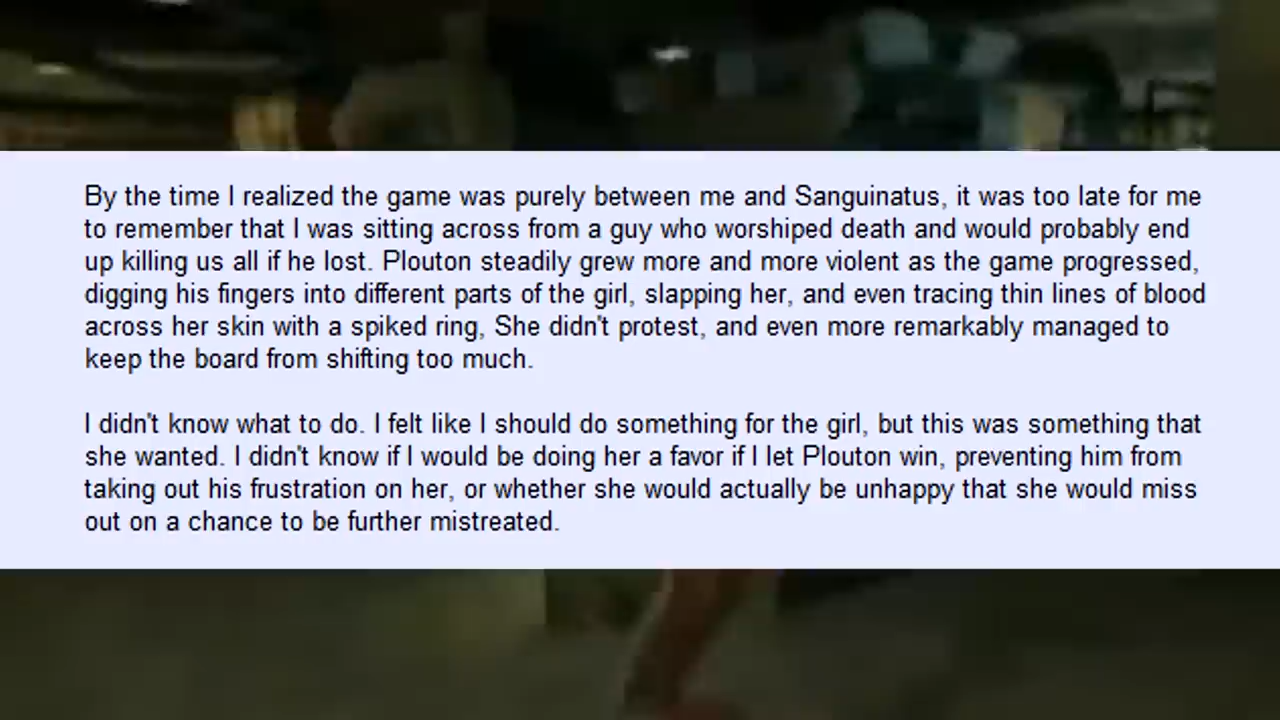 By the time I realized the game was purely between me and Sanguinatus, it was too late for me
to remember that I was sitting across from a guy who worshiped death and would probably end
up killing us all if he lost. Plouton steadily grew more and more violent as the game progressed,
digging his fingers into different parts of the girl, slapping her, and even tracing thin lines of blood
across her skin with a spiked ring, She didn't protest, and even more remarkably managed to
keep the board from shifting too much.
I didn't know what to do. I felt like I should do something for the girl, but this was something that
she wanted. I didn't know if I would be doing her a favor if I let Plouton win, preventing him from
taking out his frustration on her, or whether she would actually be unhappy that she would miss
out on a chance to be further mistreated.